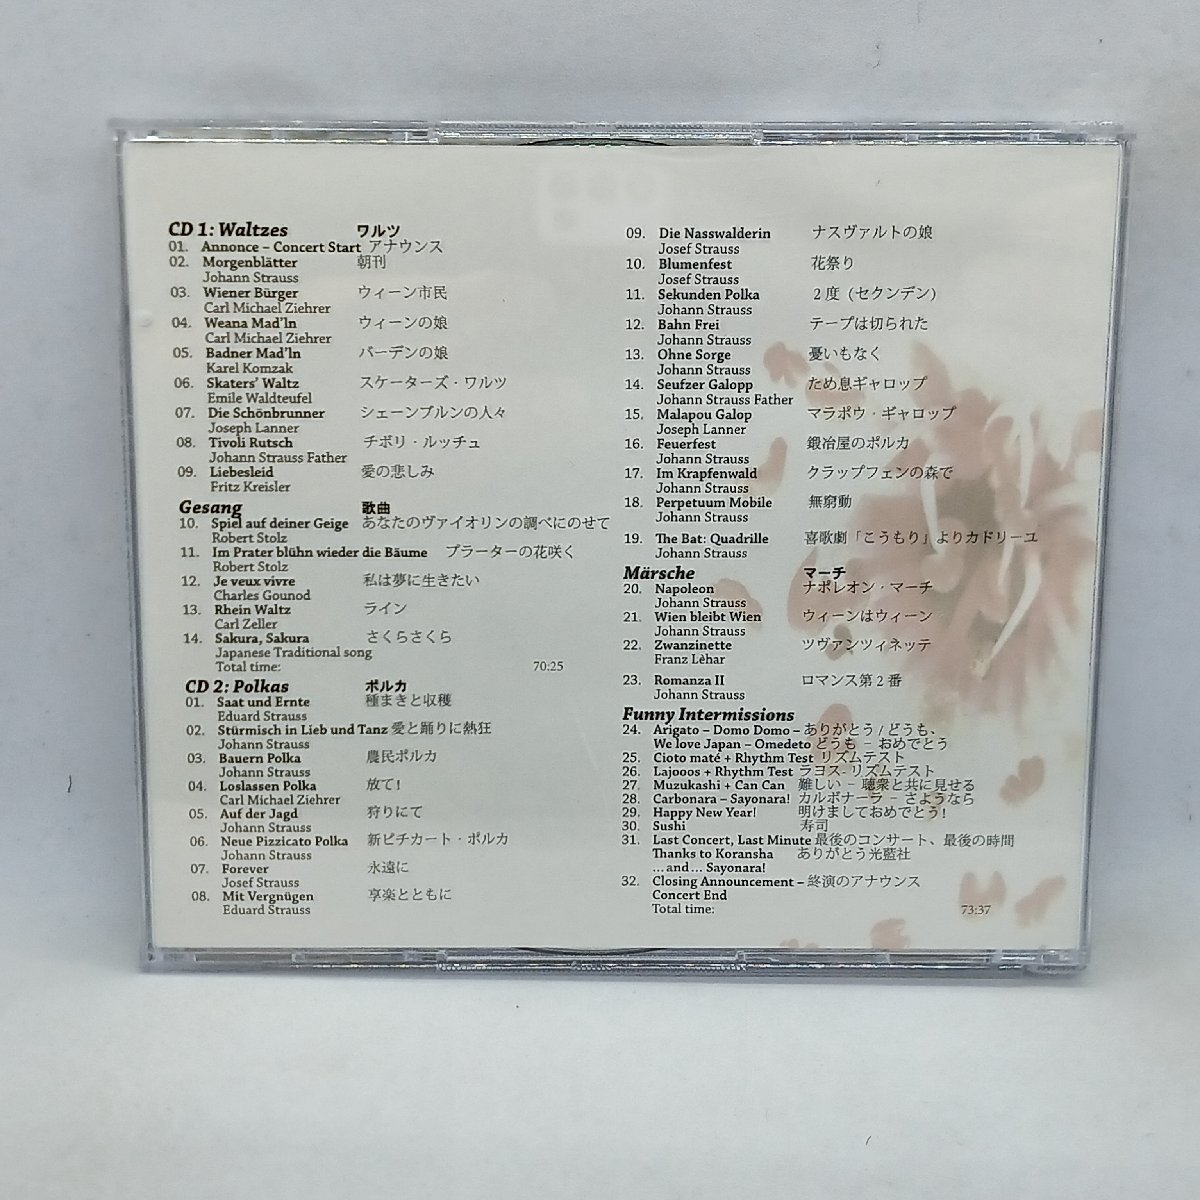 CD 1: Waltzes ワルツ
01. Annonce – Concert Start アナウンス
02. Morgenblätter 朝刊
Johann Strauss
03. Wiener Bürger ウィーン市民
Carl Michael Ziehrer
04. Weana Mad'ln ウィーンの娘
Carl Michael Ziehrer
05. Badner Mad'ln バーデンの娘
Karel Komzak
06. Skaters' Waltz スケーターズ・ワルツ
Emile Waldteufel
07. Die Schönbrunner シェーンブルンの人々
Joseph Lanner
08. Tivoli Rutsch チボリ・ルッチュ
Johann Strauss Father
09. Liebesleid 愛の悲しみ
Fritz Kreisler
Gesang 歌曲
10. Spiel auf deiner Geige あなたのヴァイオリンの調べにのせて
Robert Stolz
11. Im Prater blühn wieder die Bäume プラーターの花咲く
Robert Stolz
12. Je veux vivre 私は夢に生きたい
Charles Gounod
13. Rhein Waltz ライン
Carl Zeller
14. Sakura, Sakura さくらさくら
Japanese Traditional song
Total time: 70:25
CD 2: Polkas ポルカ
01. Saat und Ernte 種まきと収穫
Eduard Strauss
02. Stürmisch in Lieb und Tanz 愛と踊りに熱狂
Johann Strauss
03. Bauern Polka 農民ポルカ
Johann Strauss
04. Loslassen Polka 放て!
Carl Michael Ziehrer
05. Auf der Jagd 狩りにて
Johann Strauss
06. Neue Pizzicato Polka 新ピチカート・ポルカ
Johann Strauss
07. Forever 永遠に
Josef Strauss
08. Mit Vergnügen 享楽とともに
Eduard Strauss
09. Die Nasswalderin ナスヴァルトの娘
Josef Strauss
10. Blumenfest 花祭り
Josef Strauss
11. Sekunden Polka 2度(セクンデン)
Johann Strauss
12. Bahn Frei テープは切られた
Johann Strauss
13. Ohne Sorge 憂いもなく
Johann Strauss
14. Seufzer Galopp ため息ギャロップ
Johann Strauss Father
15. Malapou Galop マラポウ・ギャロップ
Joseph Lanner
16. Feuerfest 鍛冶屋のポルカ
Johann Strauss
17. Im Krapfenwald クラップフェンの森で
Johann Strauss
18. Perpetuum Mobile 無窮動
Johann Strauss
19. The Bat: Quadrille 喜歌劇「こうもり」よりカドリーユ
Johann Strauss
Märsche マーチ
20. Napoleon ナポレオン・マーチ
Johann Strauss
21. Wien bleibt Wien ウィーンはウィーン
Johann Strauss
22. Zwanzinette ツヴァンツィネッテ
Franz Lèhar
23. Romanza II ロマンス第2番
Johann Strauss
Funny Intermissions
24. Arigato – Domo Domo – ありがとう / どうも、
We love Japan – Omedeto どうも – おめでとう
25. Cioto maté + Rhythm Test リズムテスト
26. Lajooos + Rhythm Test ラヨス- リズムテスト
27. Muzukashi + Can Can 難しい – 聴衆と共に見せる
28. Carbonara – Sayonara! カルボナーラ – さようなら
29. Happy New Year! 明けましておめでとう!
30. Sushi 寿司
31. Last Concert, Last Minute 最後のコンサート、最後の時間
Thanks to Koransha ありがとう光藍社
... and ... Sayonara!
32. Closing Announcement – 終演のアナウンス
Concert End
Total time: 73:37